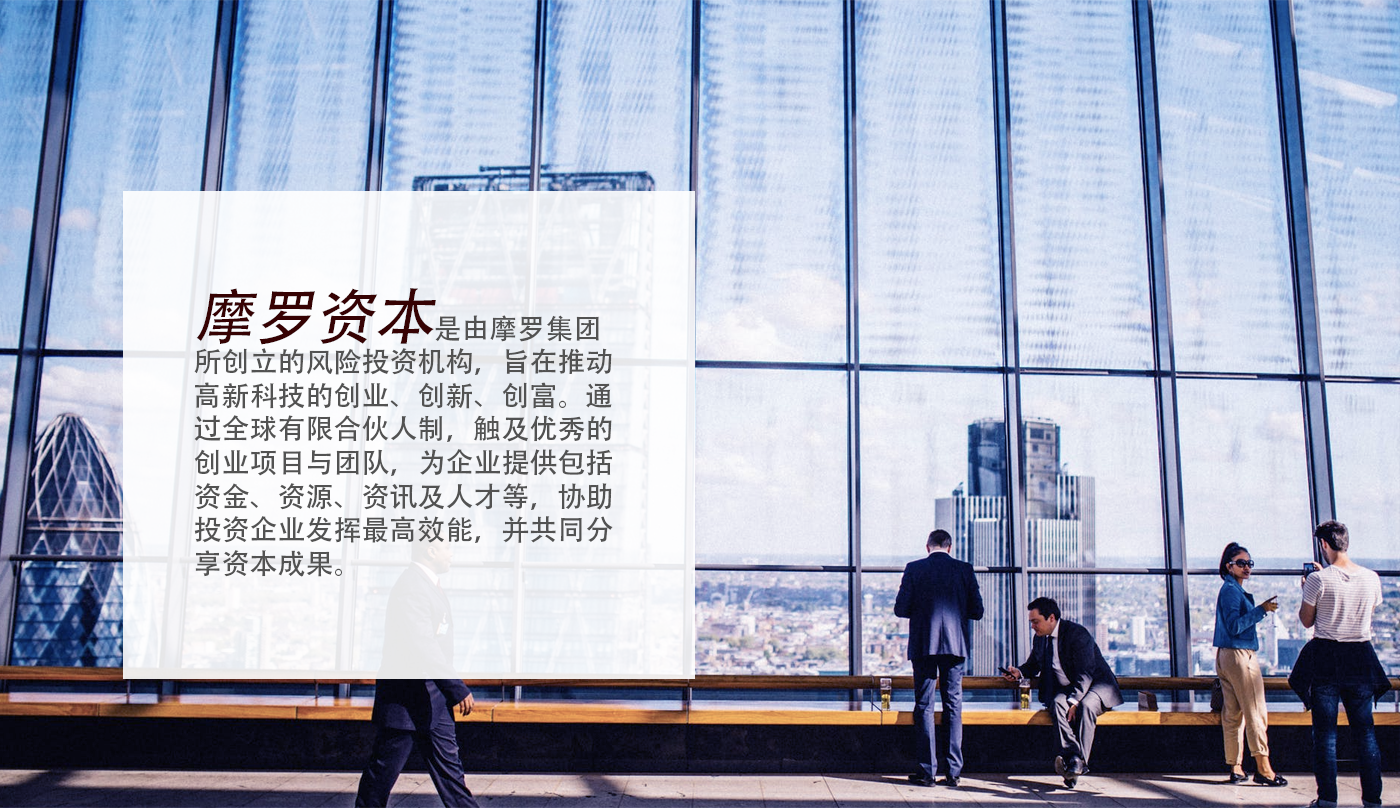 摩罗资本是由摩罗集团
所创立的风险投资机构，旨在推动
高新科技的创业、创新、创富。通
过全球有限合伙人制，触及优秀的
创业项目与团队，为企业提供包括
资金、资源、资讯及人才等，协助
投资企业发挥最高效能，并共同分
享资本成果。